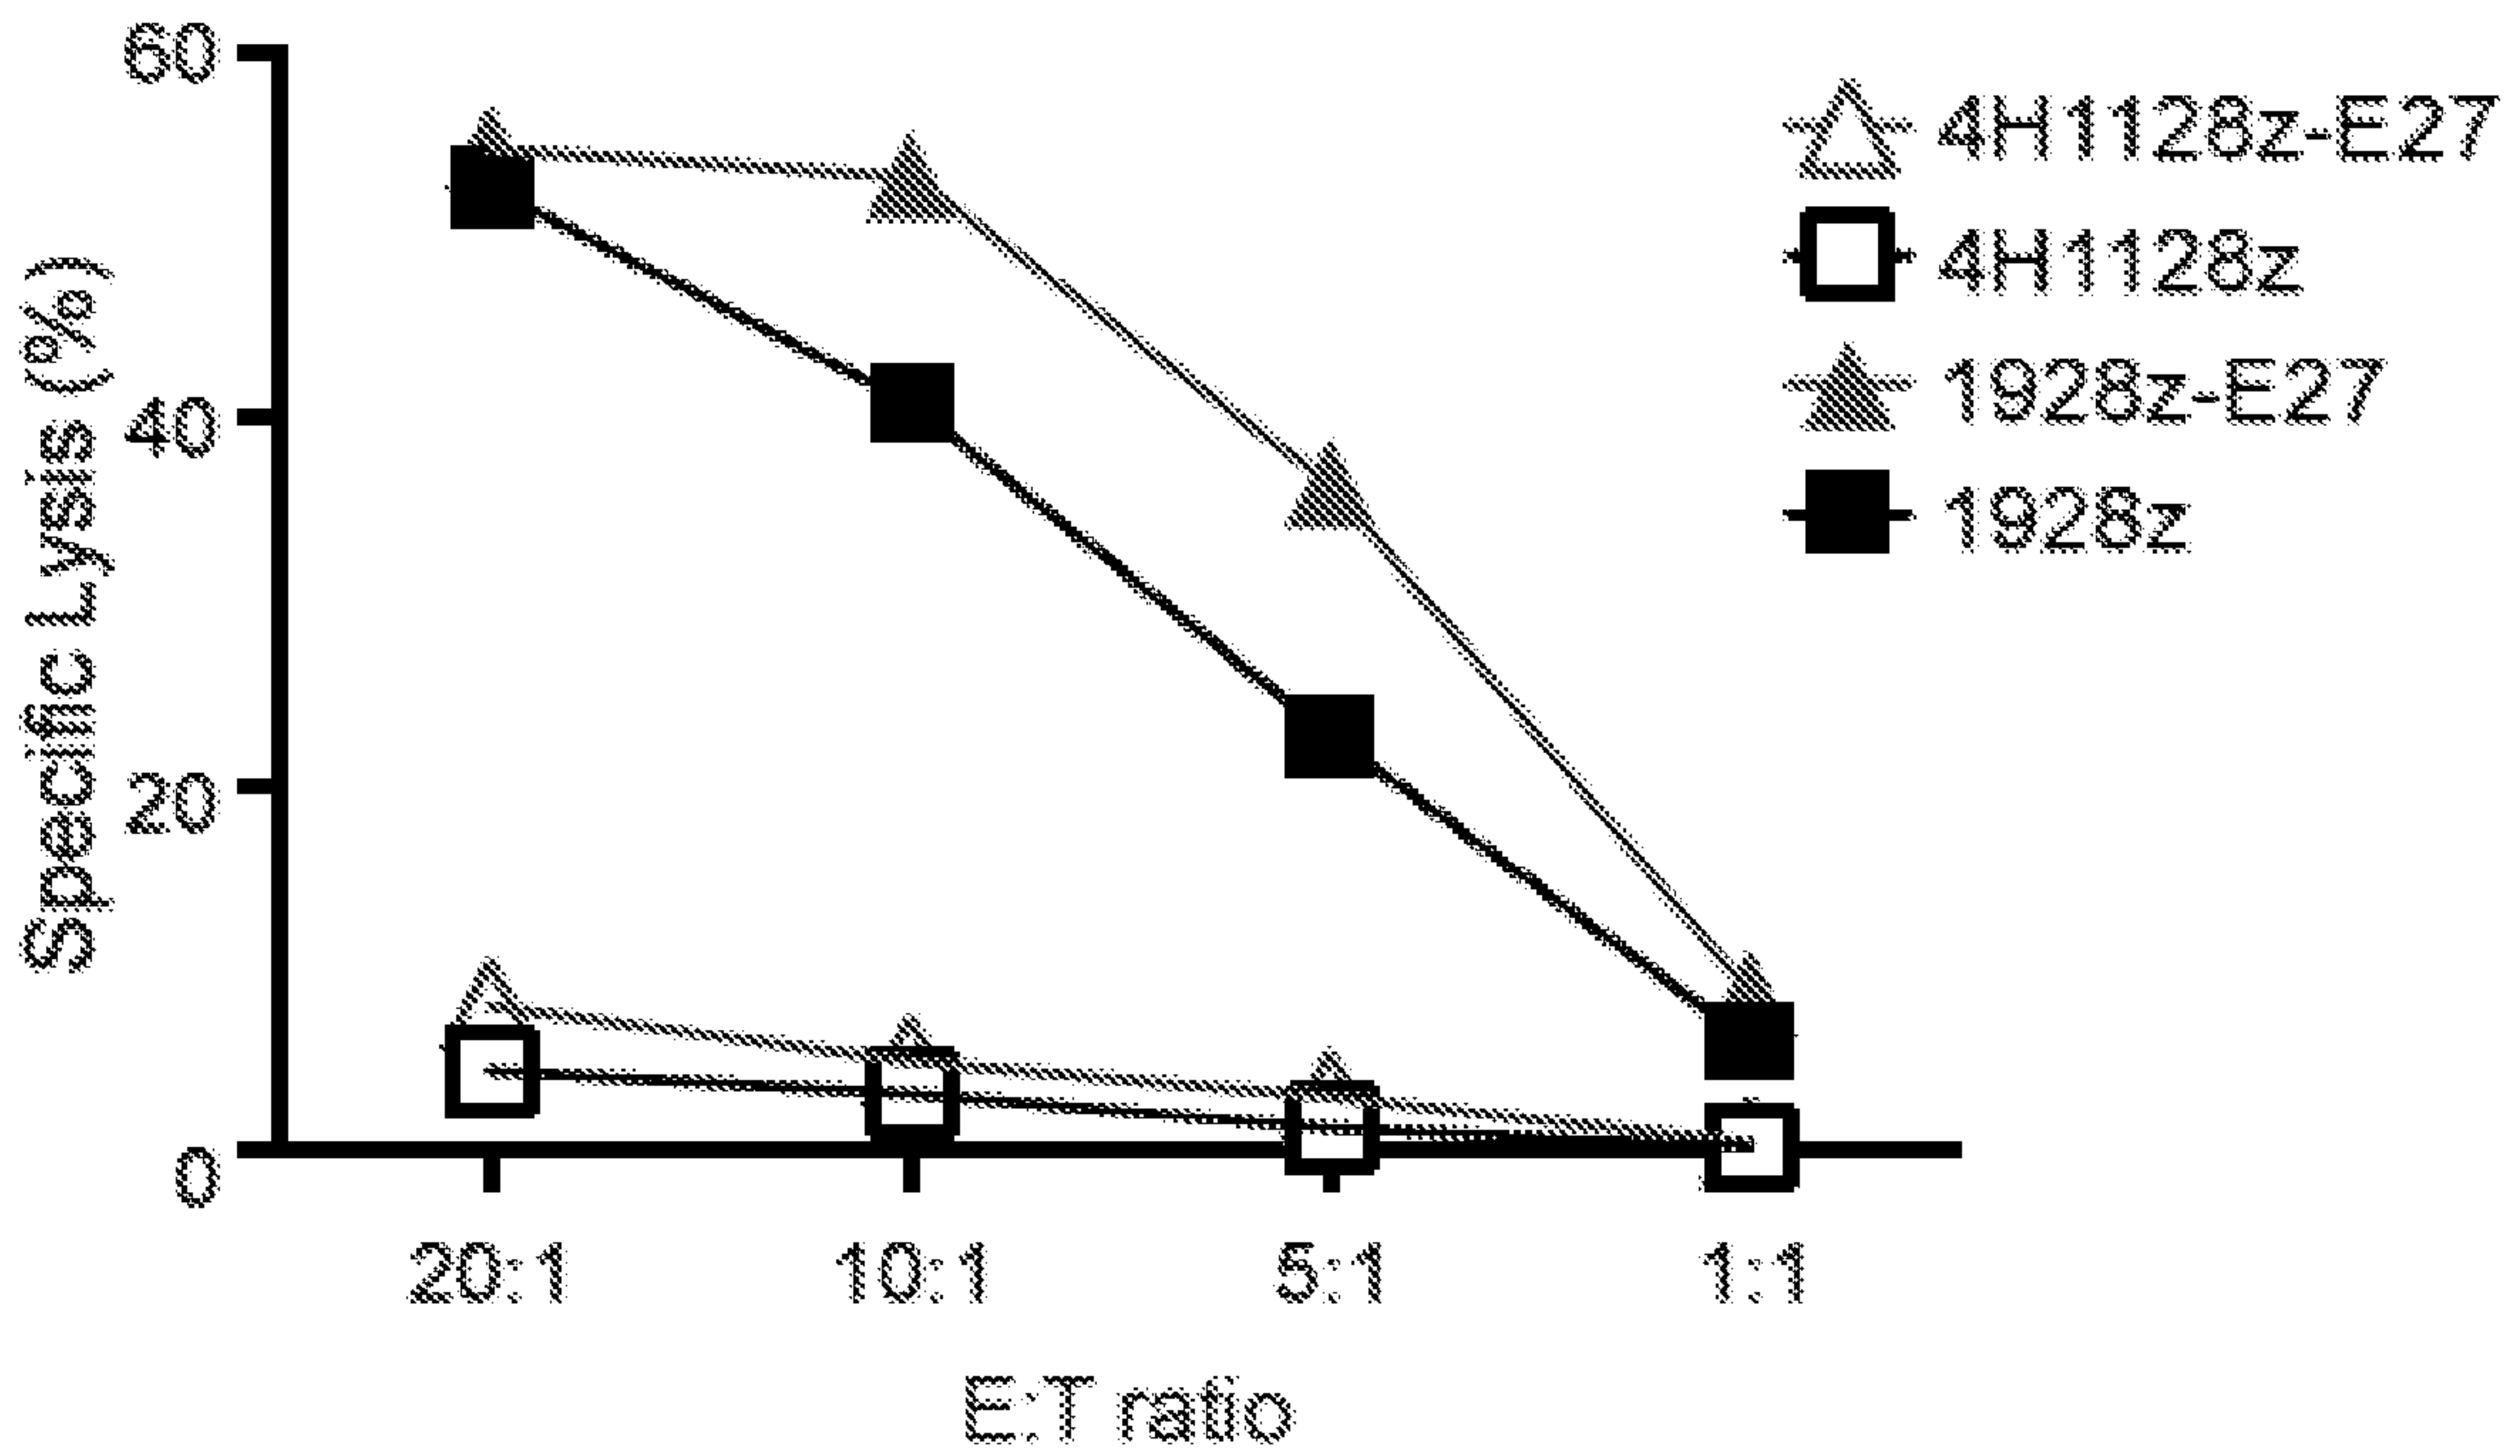 60
40
20
0
Specific Lysis (%)
4H1128z-E27
4H1128z
1928z-E27
1928z
20:1 10:1 5:1 1:1
E:T ratio